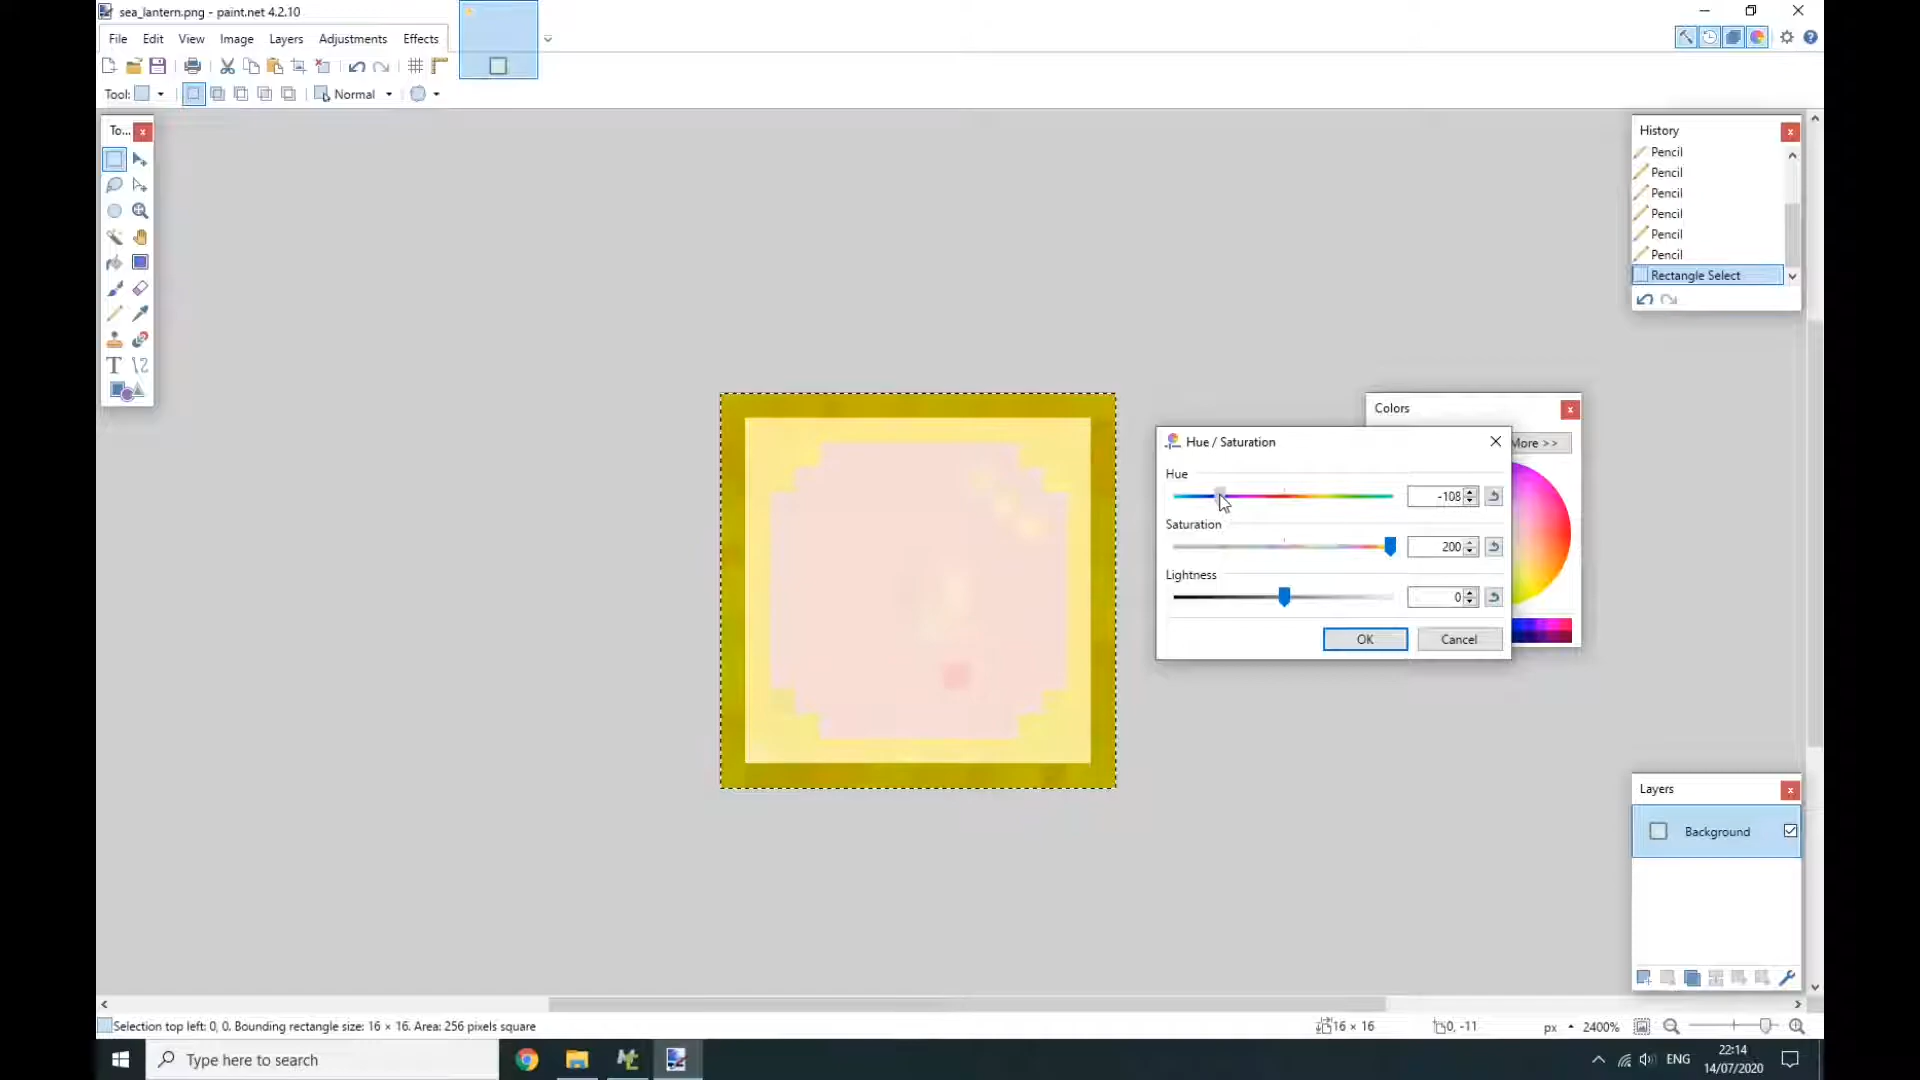 sea_lantern.png - paint.net 4.2.10
File Edit View Image Layers Adjustments Effects
Tool: Normal
To...
History
Pencil
Pencil
Pencil
Pencil
Pencil
Pencil
Rectangle Select
Colors
More >>
Hue / Saturation
Hue
-108
Saturation
200
Lightness
0
OK Cancel
Layers
Background
Selection top left: 0, 0. Bounding rectangle size: 16 × 16. Area: 256 pixels square
16 × 16 0, -11 px 2400%
Type here to search
ENG
22:14
14/07/2020